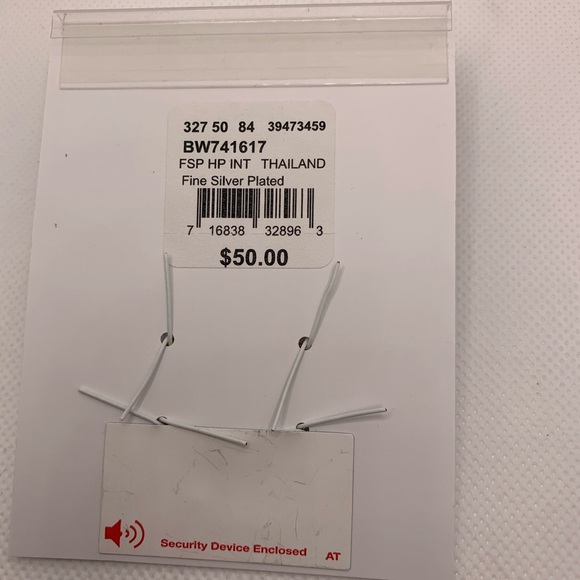 327 50 84 39473459
BW741617
FSP HP INT THAILAND
Fine Silver Plated
7 16838 32896 3
$50.00
Security Device Enclosed AT